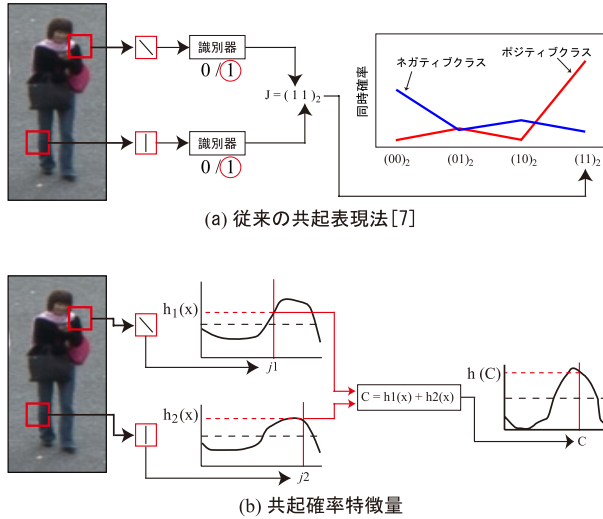 識別器
0 / 1
J = ( 1 1 )2
識別器
0 / 1
ネガティブクラス
ポジティブクラス
同時確率
(00)2 (01)2 (10)2 (11)2
(a) 従来の共起表現法[7]
h1(x)
j1
h2(x)
j2
C = h1(x) + h2(x)
h (C)
C
(b) 共起確率特徴量